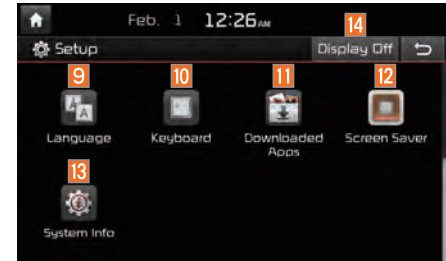 Feb. 1 12:26AM
14
Setup Display Off
9 10 11 12
Language Keyboard Downloaded Apps Screen Saver
13
System Info